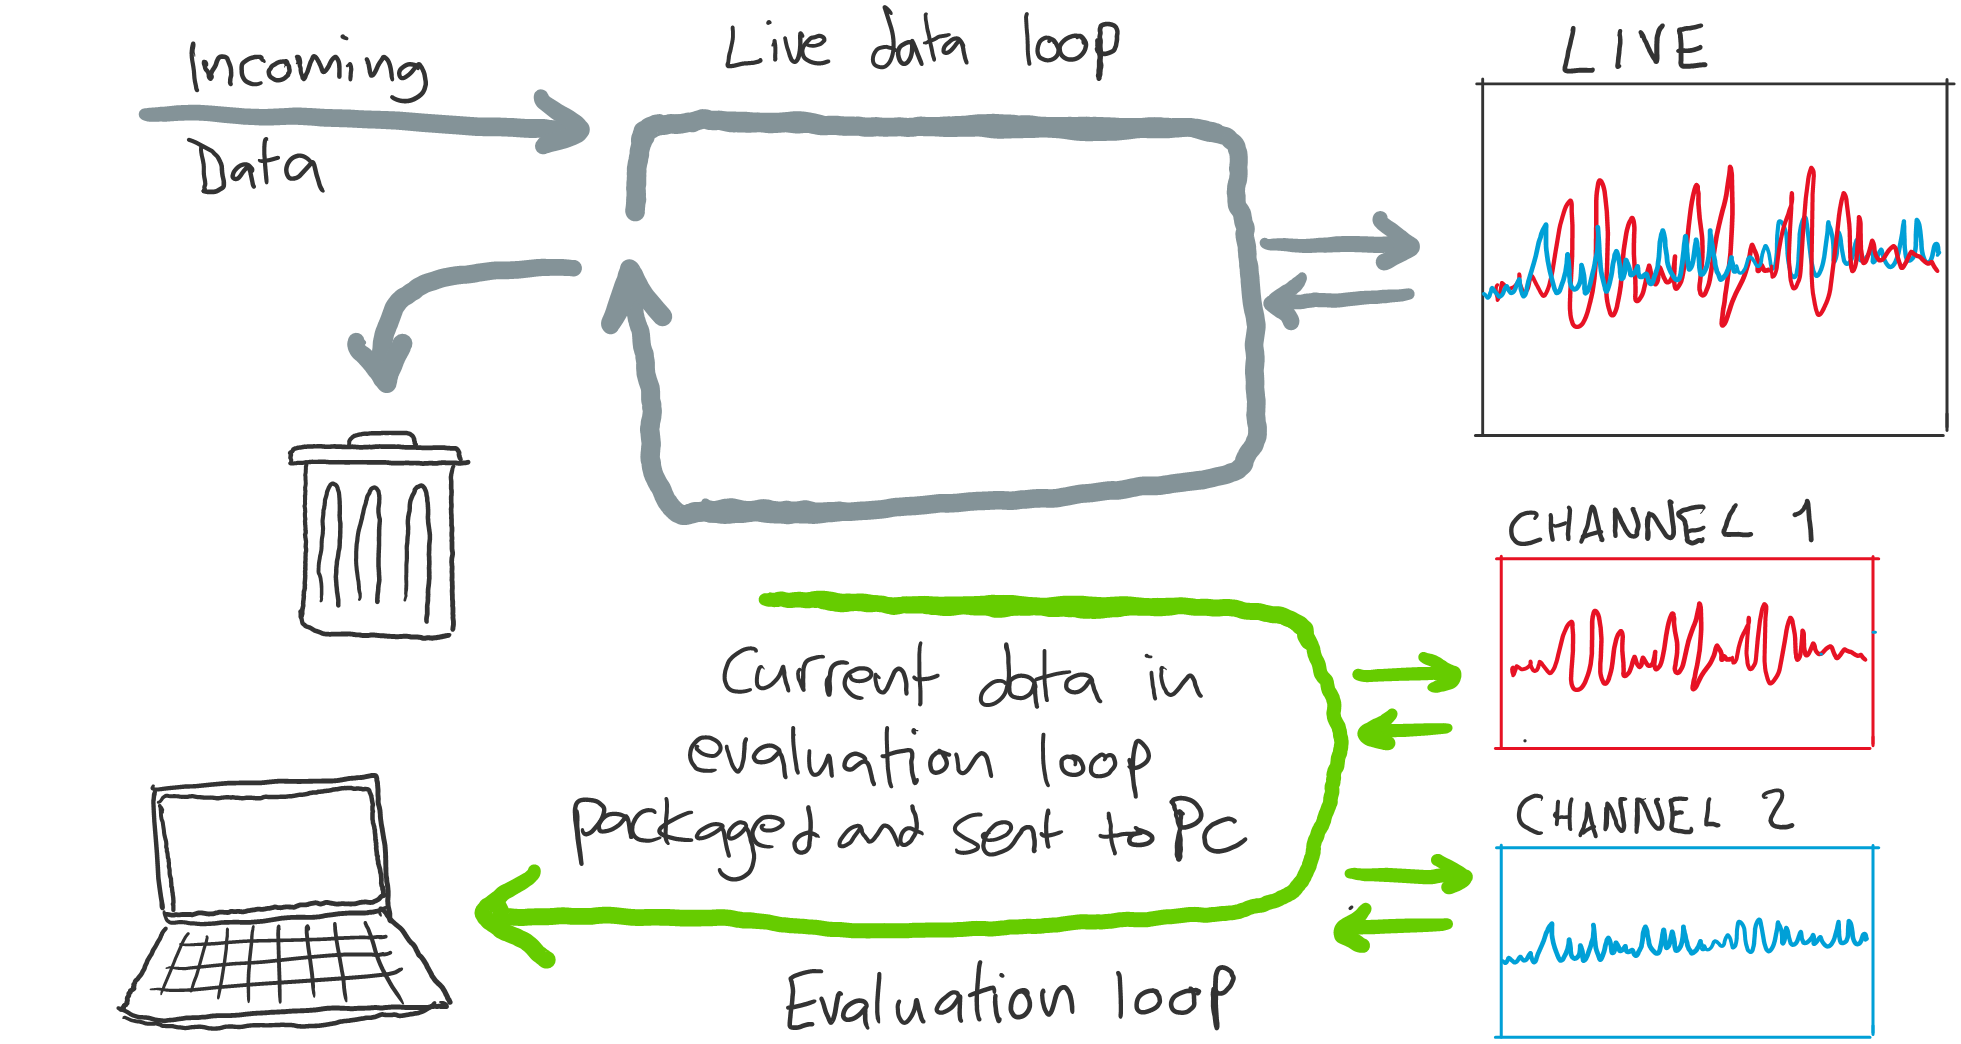 Incoming
Data
Live data loop
LIVE
CHANNEL 1
Current data in
evaluation loop
packaged and sent to PC
CHANNEL 2
Evaluation loop